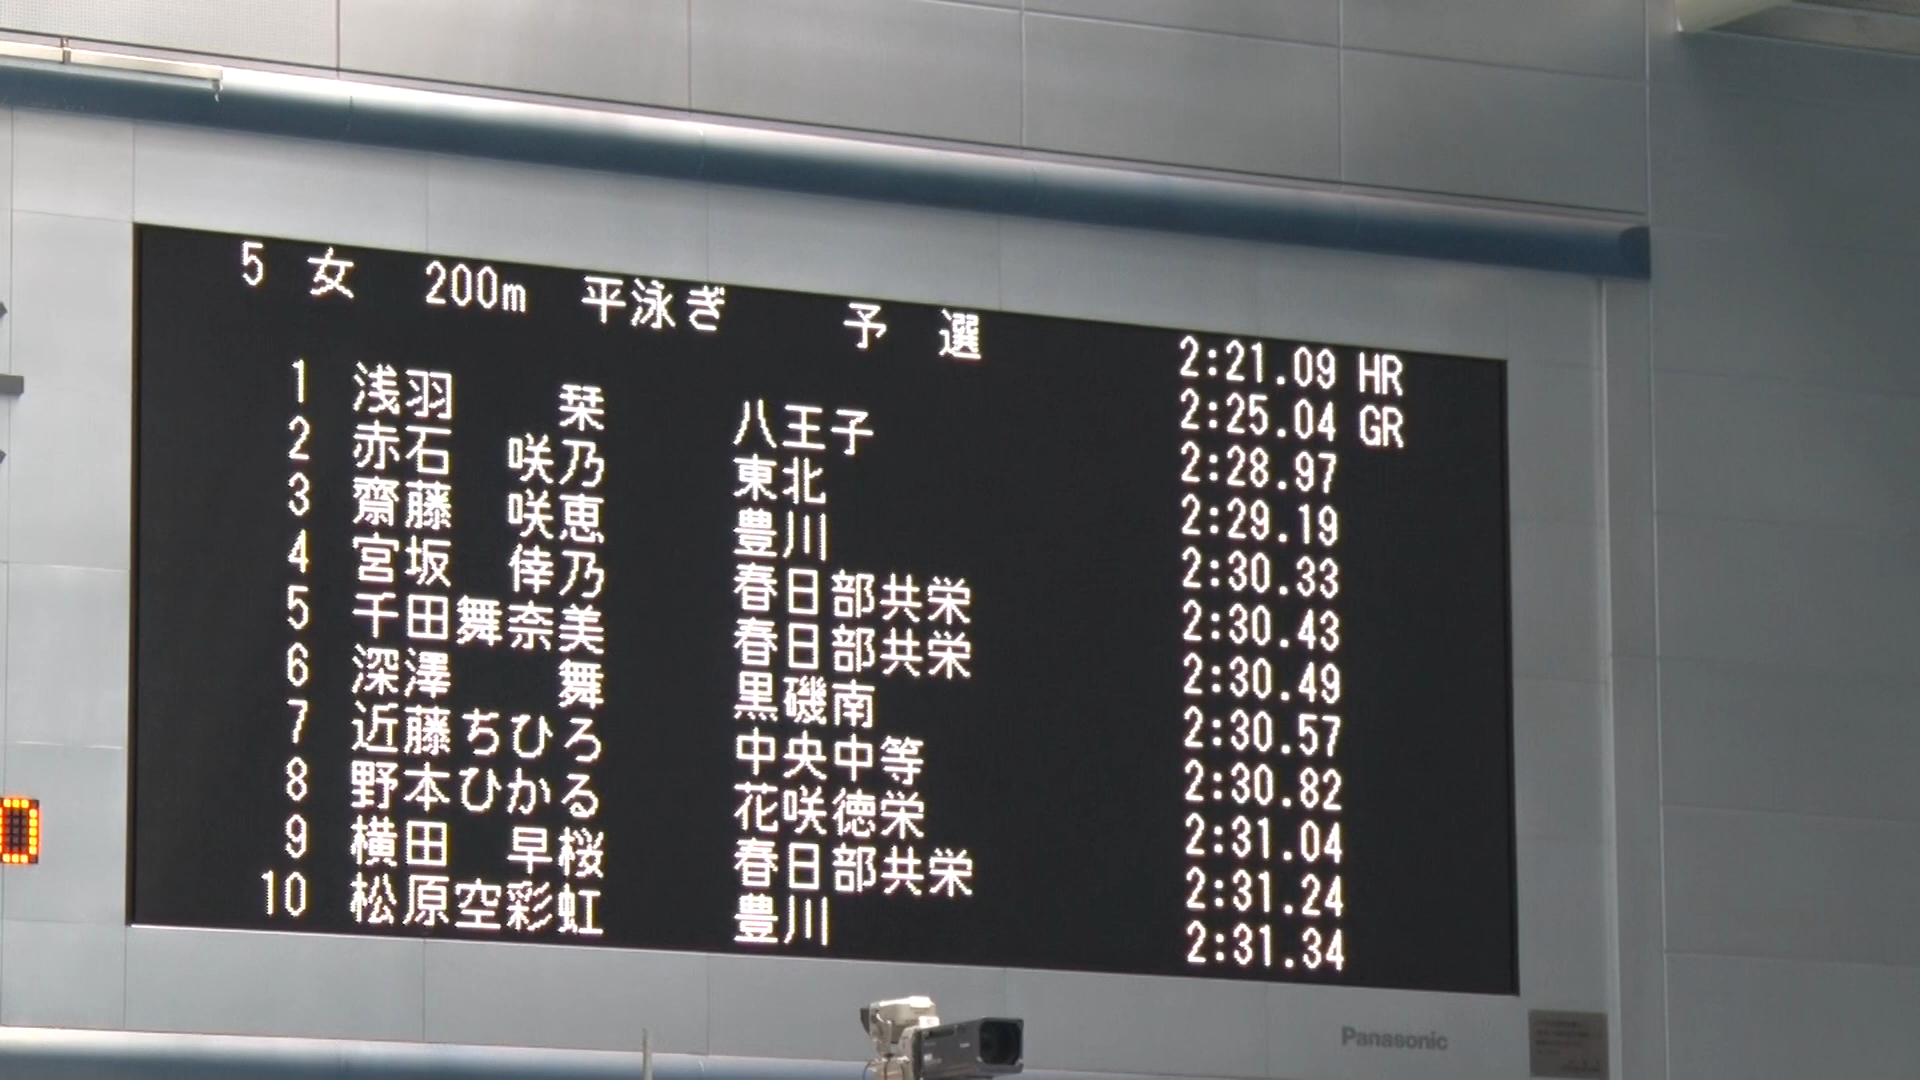 5 女 200m 平泳ぎ 予選 2:21.09 HR
2:25.04 GR
1 浅羽 栞 八王子 2:28.97
2 赤石 咲乃 東北 2:29.19
3 齋藤 咲恵 豊川 2:30.33
4 宮坂 倖乃 春日部共栄 2:30.43
5 千田舞奈美 春日部共栄 2:30.49
6 深澤 舞 黒磯南 2:30.57
7 近藤ちひろ 中央中等 2:30.82
8 野本ひかる 花咲徳栄 2:31.04
9 横田 早桜 春日部共栄 2:31.24
10 松原空彩虹 豊川 2:31.34
Panasonic